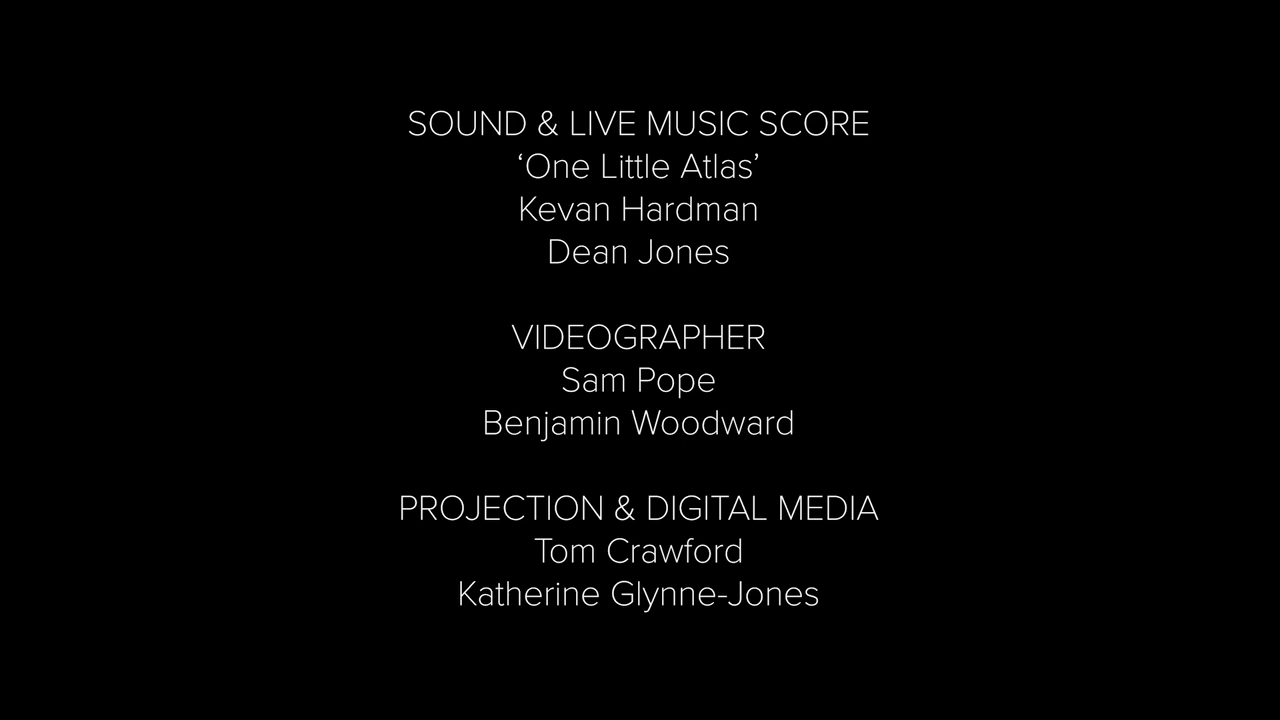 SOUND & LIVE MUSIC SCORE
‘One Little Atlas’
Kevan Hardman
Dean Jones
VIDEOGRAPHER
Sam Pope
Benjamin Woodward
PROJECTION & DIGITAL MEDIA
Tom Crawford
Katherine Glynne-Jones